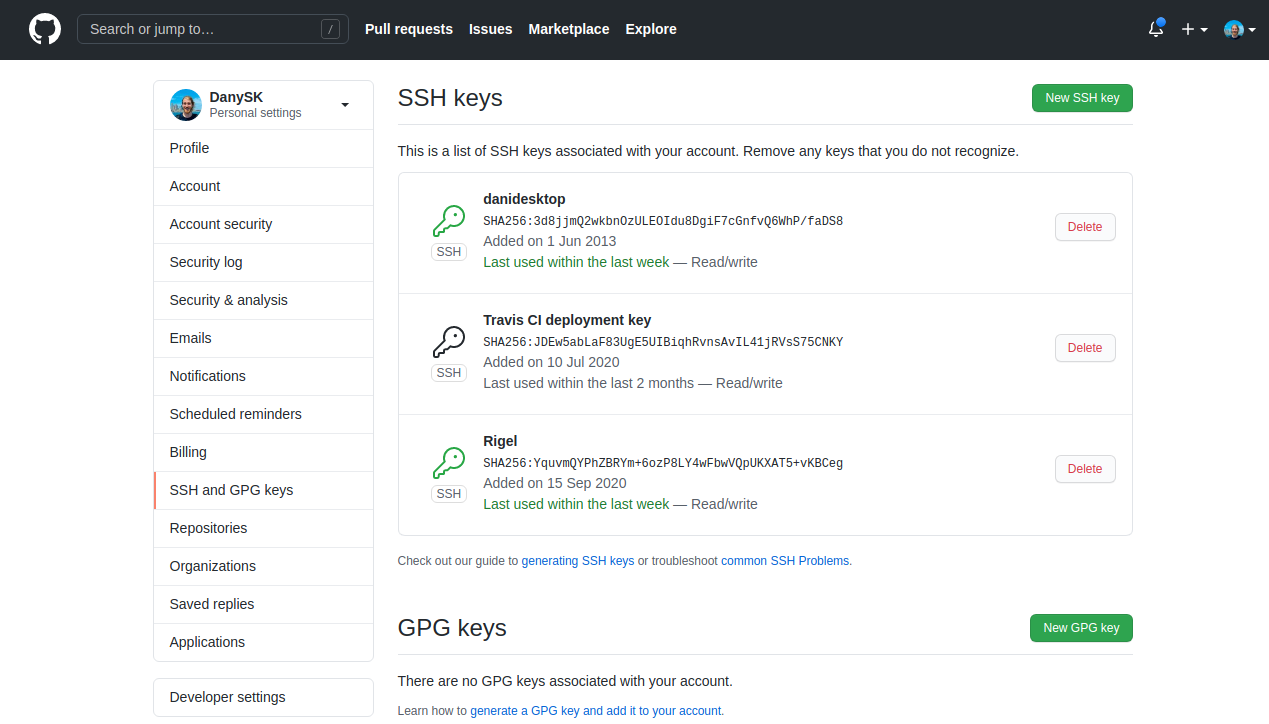 Search or jump to…
/
Pull requests Issues Marketplace Explore
DanySK
Personal settings
Profile
Account
Account security
Security log
Security & analysis
Emails
Notifications
Scheduled reminders
Billing
SSH and GPG keys
Repositories
Organizations
Saved replies
Applications
Developer settings
SSH keys
New SSH key
This is a list of SSH keys associated with your account. Remove any keys that you do not recognize.
SSH
danidesktop
SHA256:3d8jjmQ2wkbnOzULEOIdu8DgiF7cGnfvQ6WhP/faDS8
Added on 1 Jun 2013
Last used within the last week — Read/write
Delete
SSH
Travis CI deployment key
SHA256:JDEw5abLaF83UgE5UIBiqhRvnsAvIL41jRVsS75CNKY
Added on 10 Jul 2020
Last used within the last 2 months — Read/write
Delete
SSH
Rigel
SHA256:YquvmQYPhZBRYm+6ozP8LY4wFbwVQpUKXAT5+vKBCeg
Added on 15 Sep 2020
Last used within the last week — Read/write
Delete
Check out our guide to generating SSH keys or troubleshoot common SSH Problems.
GPG keys
New GPG key
There are no GPG keys associated with your account.
Learn how to generate a GPG key and add it to your account.